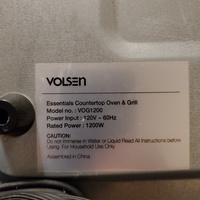 VOLSEN
Essentials Countertop Oven & Grill
Model no. : VOG1200
Power Input : 120V ~ 60Hz
Rated Power : 1200W
CAUTION:
Do not Immerse in Water or Liquid Read All Instructions before
Use. For Household Use Only
Assembled in China